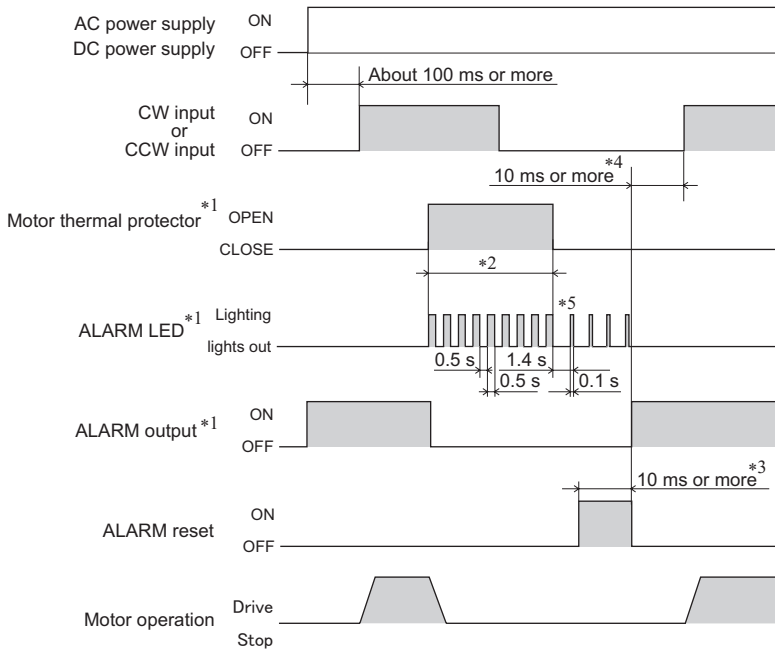 AC power supply
DC power supply
ON
OFF
About 100 ms or more
CW input
or
CCW input
ON
OFF
10 ms or more*4
Motor thermal protector*1
OPEN
CLOSE
*2
ALARM LED*1
Lighting
lights out
*5
0.5 s
1.4 s
0.5 s
0.1 s
ALARM output*1
ON
OFF
10 ms or more*3
ALARM reset
ON
OFF
Motor operation
Drive
Stop